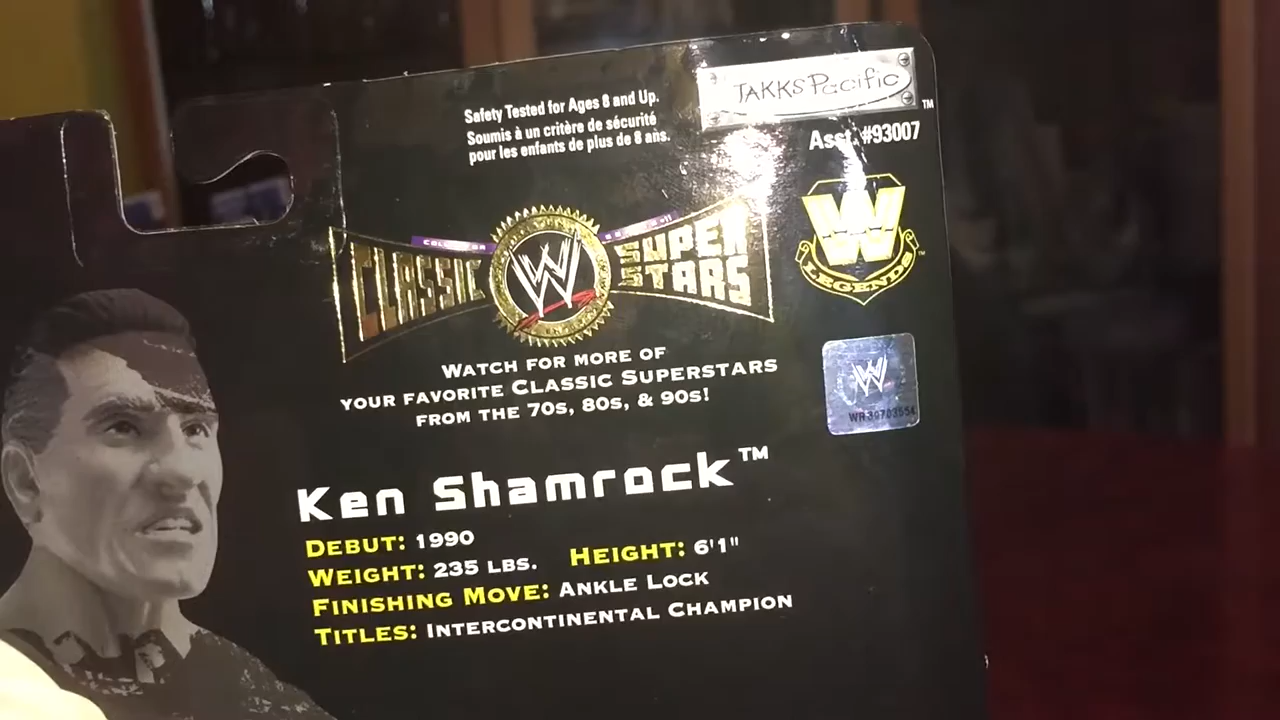 Safety Tested for Ages 8 and Up.
Soumis à un critère de sécurité
pour les enfants de plus de 8 ans.
JAKKS Pacific
™
Asst. #93007
CLASSIC
W
SUPER
STARS
W
LEGENDS™
WATCH FOR MORE OF
YOUR FAVORITE CLASSIC SUPERSTARS
FROM THE 70s, 80s, & 90s!
W
Ken Shamrock™
DEBUT: 1990
WEIGHT: 235 LBS. HEIGHT: 6'1"
FINISHING MOVE: ANKLE LOCK
TITLES: INTERCONTINENTAL CHAMPION